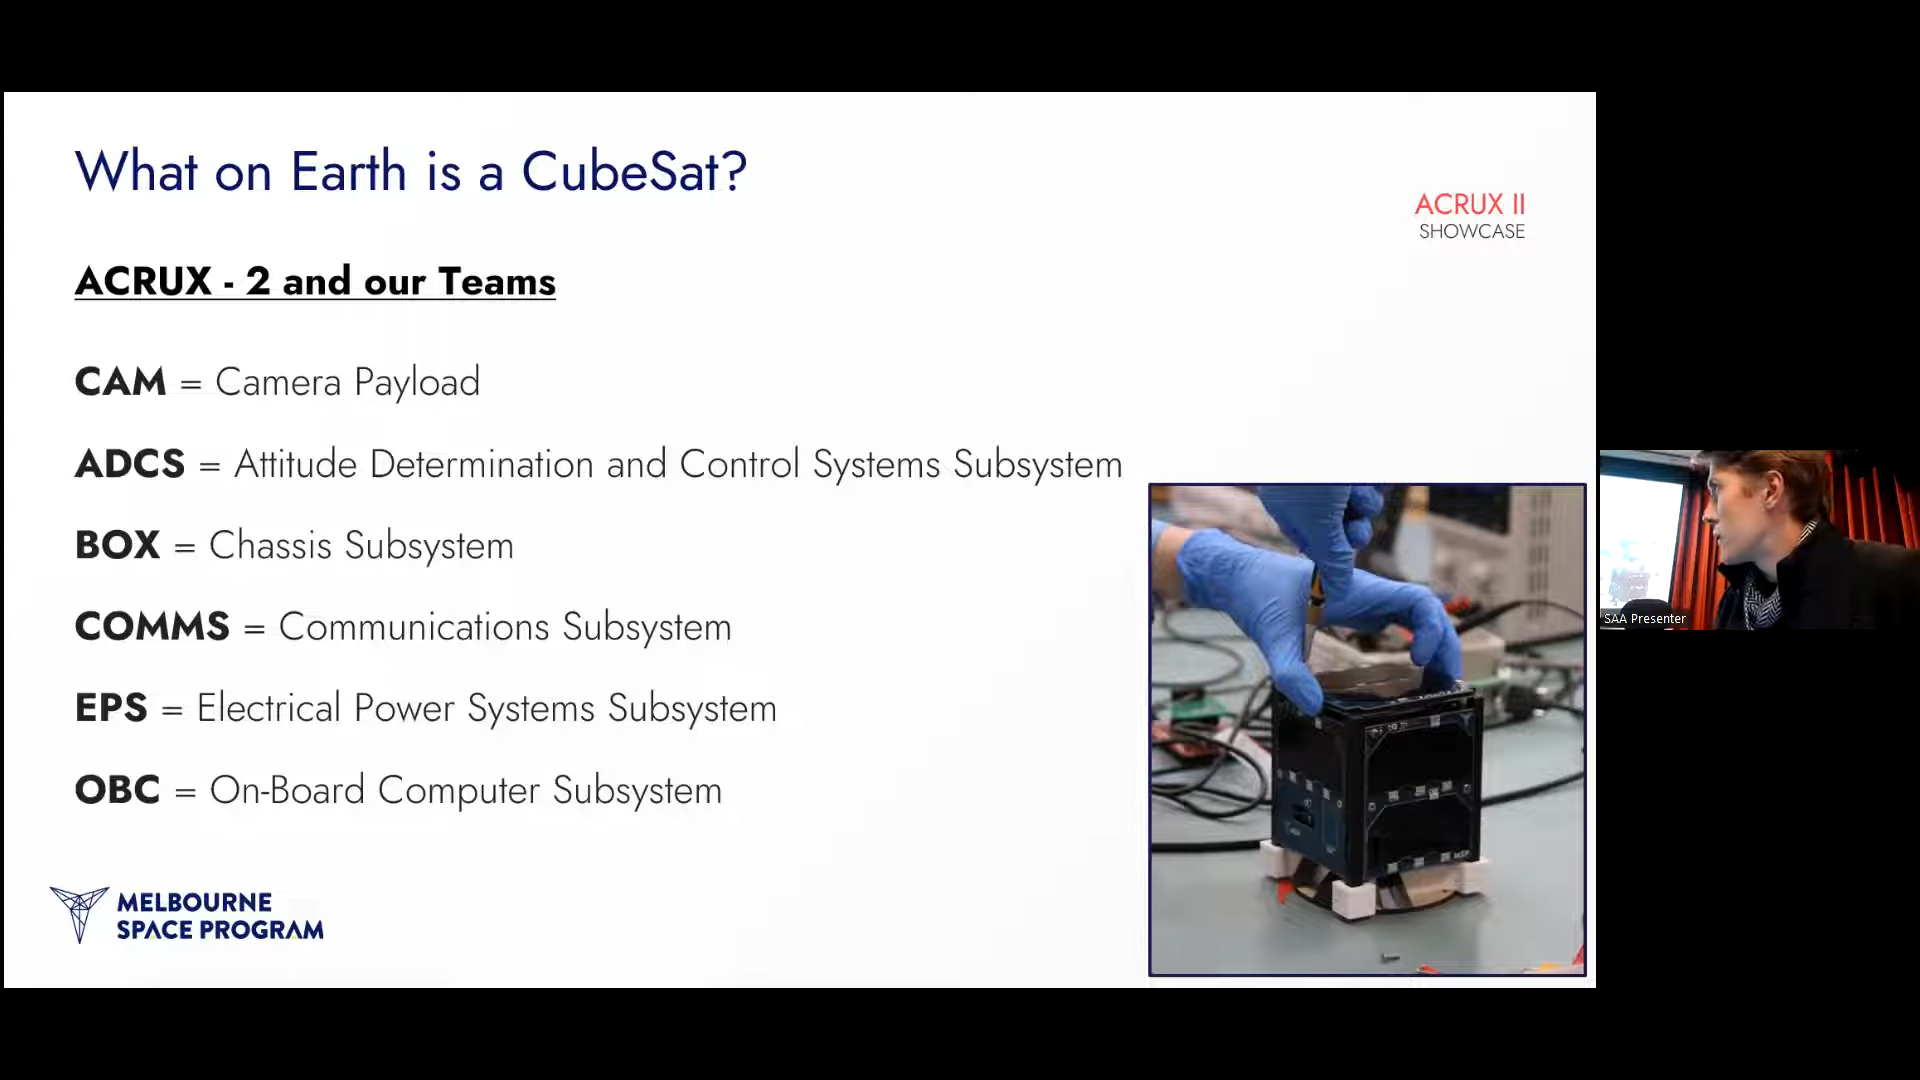 What on Earth is a CubeSat?
ACRUX II
SHOWCASE
ACRUX - 2 and our Teams
CAM = Camera Payload
ADCS = Attitude Determination and Control Systems Subsystem
BOX = Chassis Subsystem
COMMS = Communications Subsystem
EPS = Electrical Power Systems Subsystem
OBC = On-Board Computer Subsystem
MELBOURNE
SPACE PROGRAM
SAA Presenter